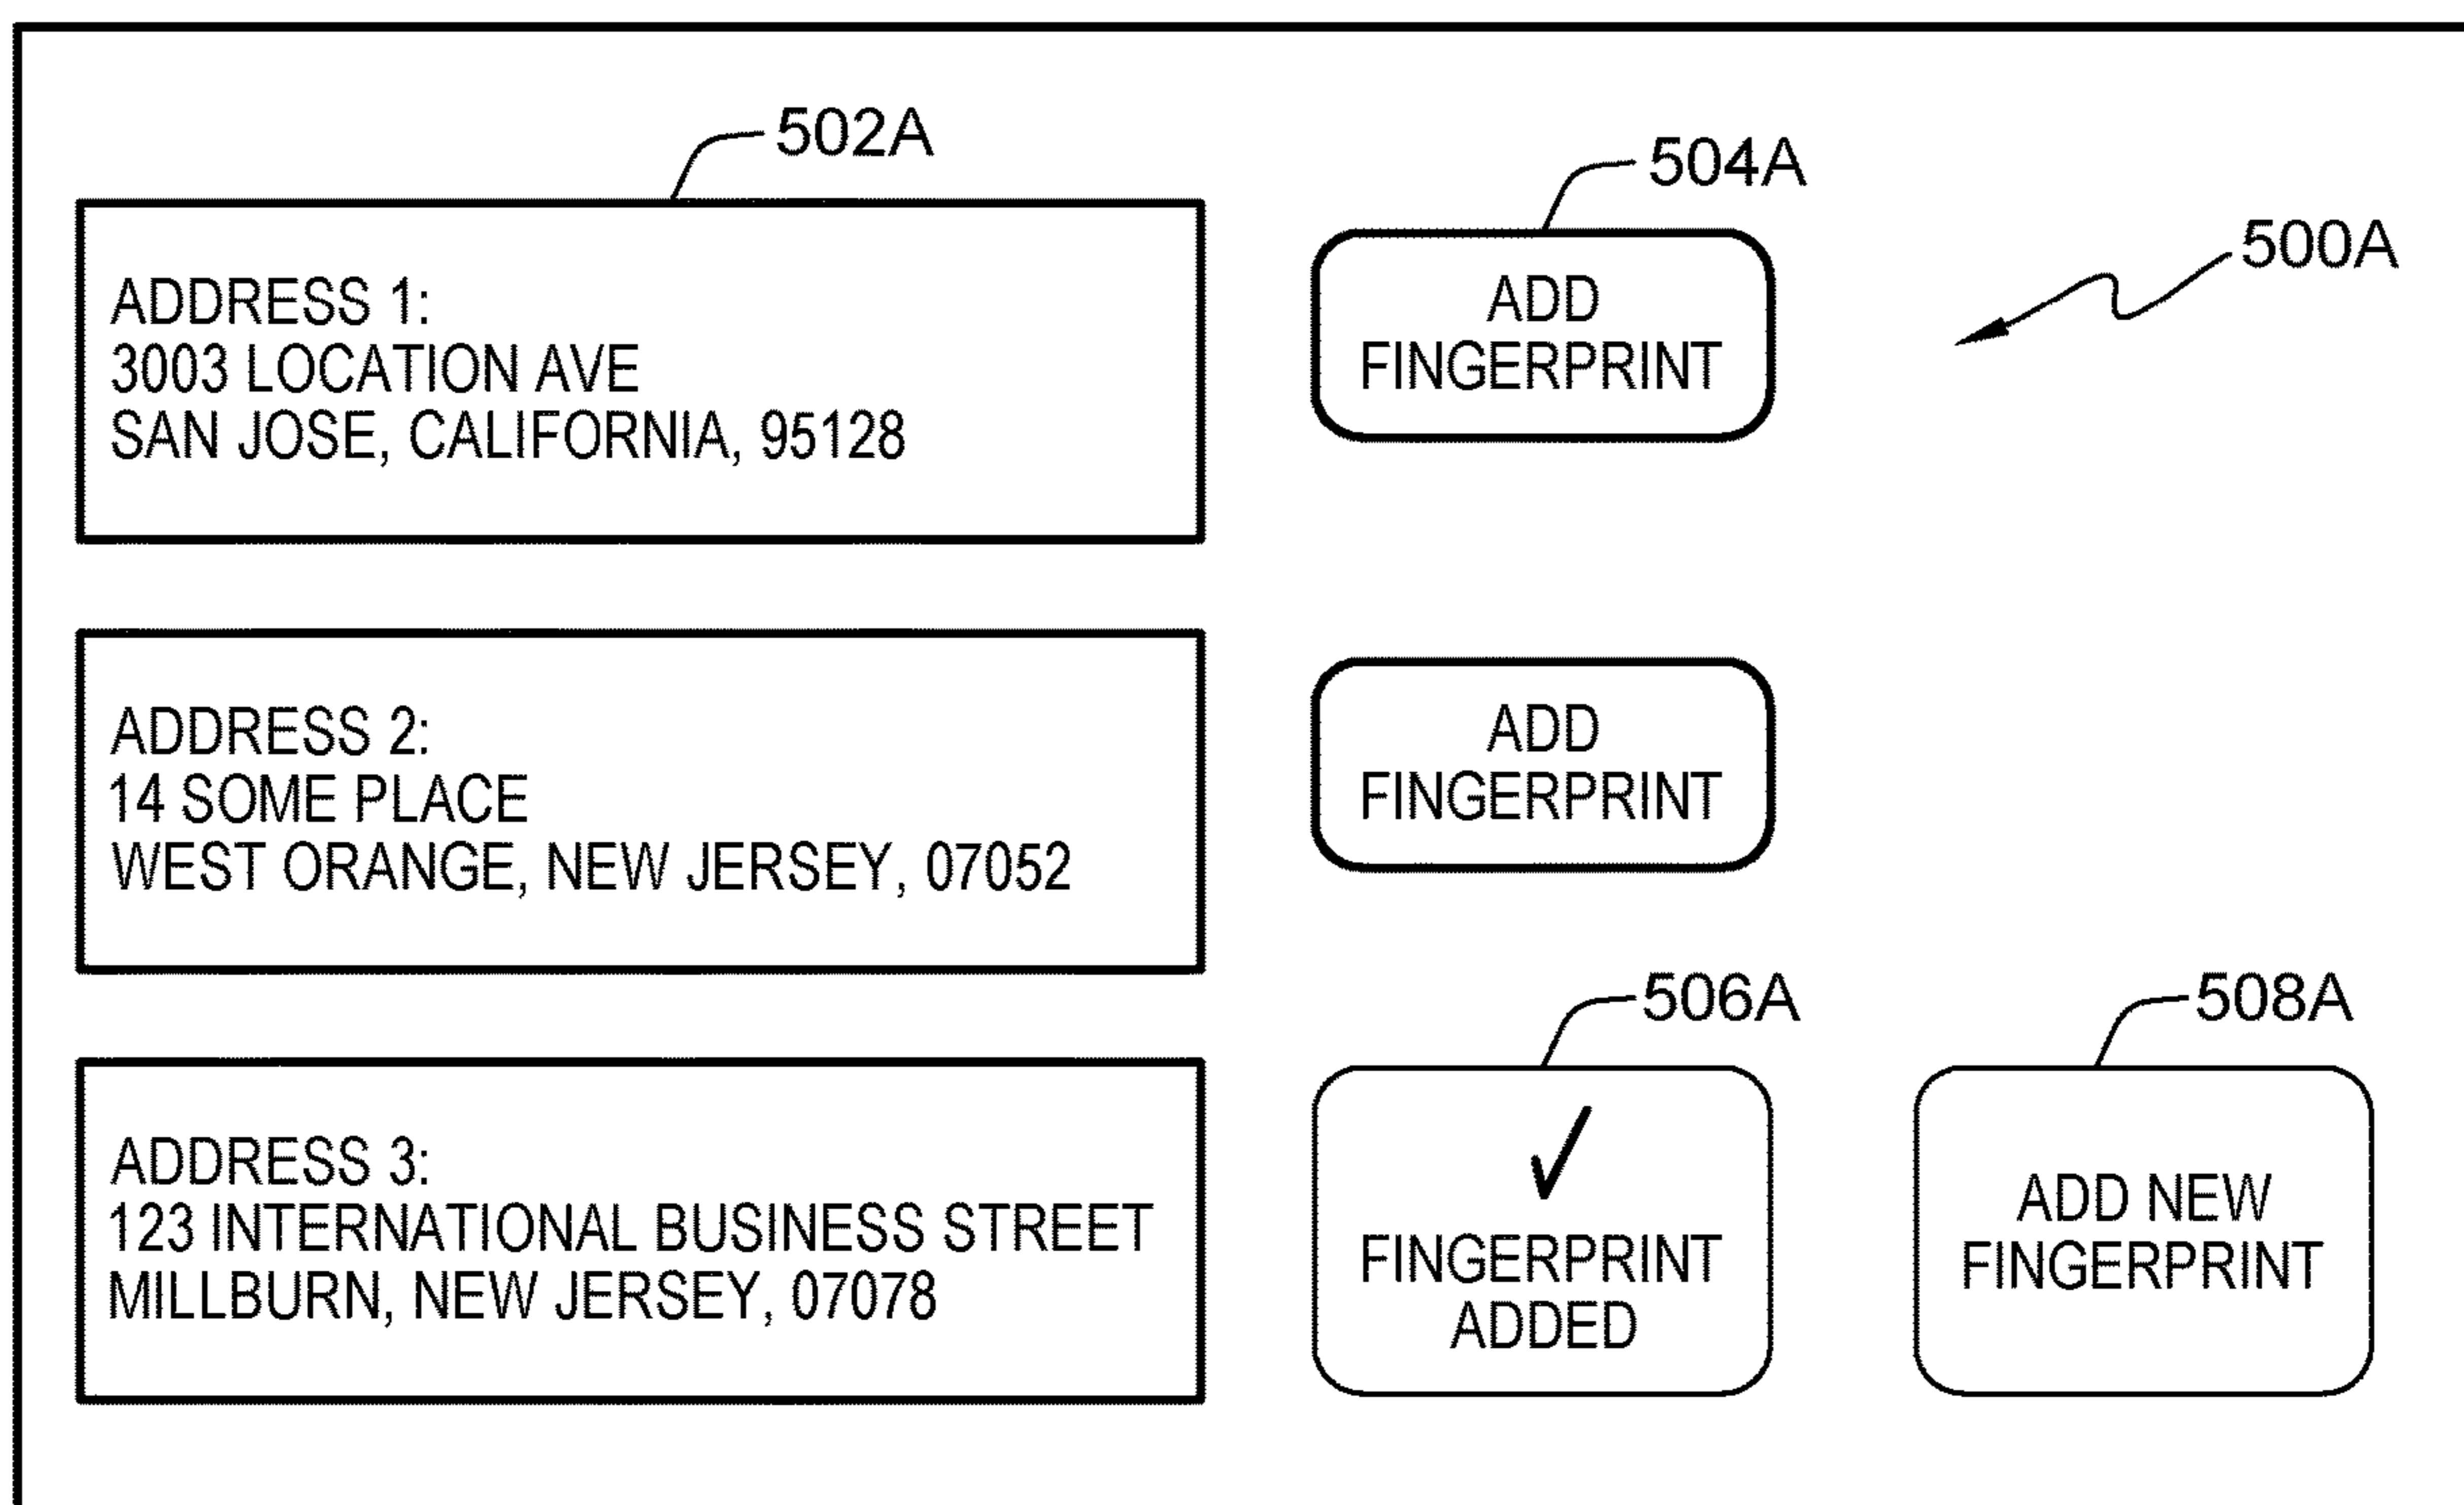 502A
504A
500A
ADDRESS 1:
3003 LOCATION AVE
SAN JOSE, CALIFORNIA, 95128
ADD
FINGERPRINT
ADDRESS 2:
14 SOME PLACE
WEST ORANGE, NEW JERSEY, 07052
ADD
FINGERPRINT
506A
508A
ADDRESS 3:
123 INTERNATIONAL BUSINESS STREET
MILLBURN, NEW JERSEY, 07078
✓
FINGERPRINT
ADDED
ADD NEW
FINGERPRINT